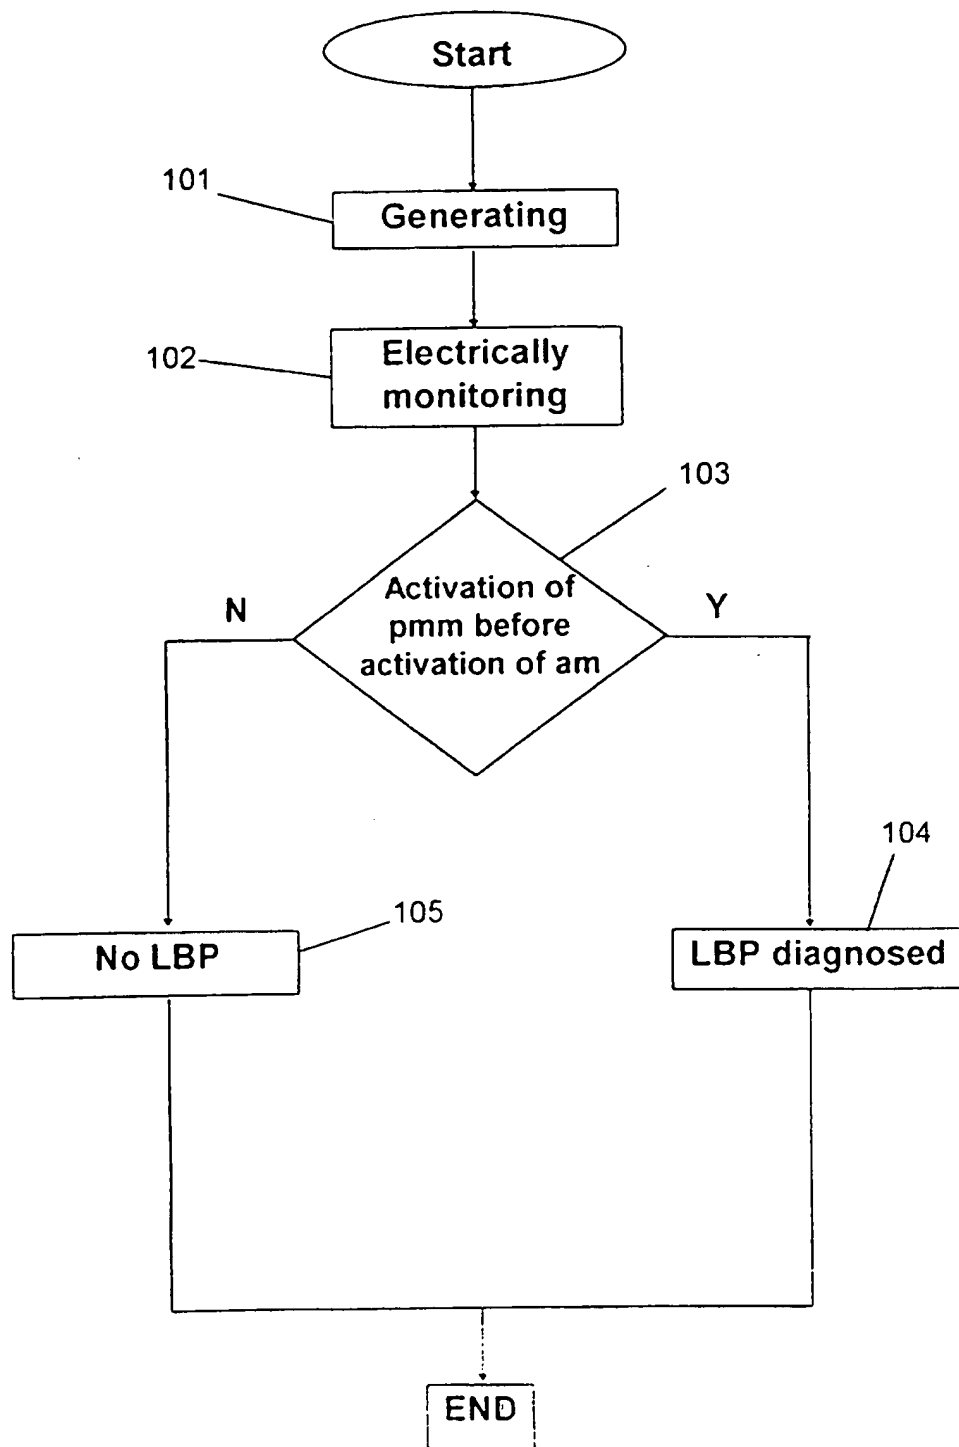 Start
101
Generating
102
Electrically
monitoring
103
Activation of
pmm before
activation of am
N
Y
104
105
No LBP
LBP diagnosed
END